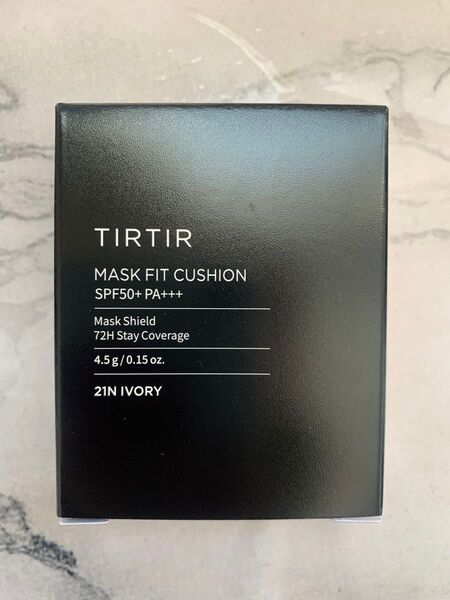 TIRTIR
MASK FIT CUSHION
SPF50+ PA+++
Mask Shield
72H Stay Coverage
4.5 g / 0.15 oz.
21N IVORY